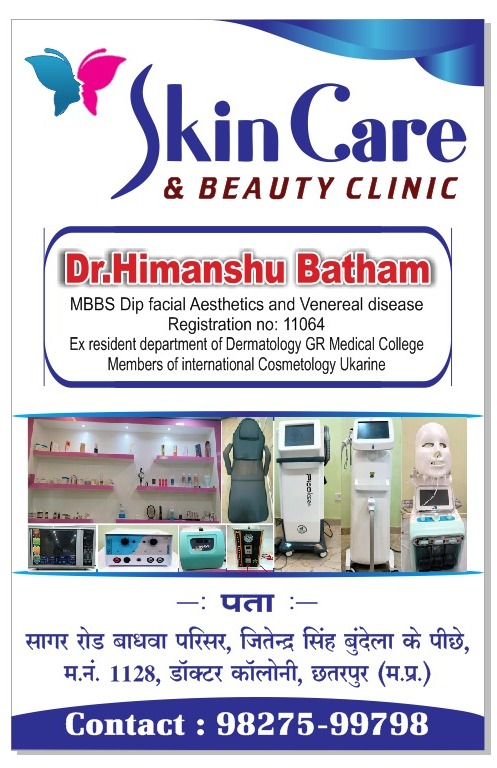 Skin Care
& BEAUTY CLINIC
Dr.Himanshu Batham
MBBS Dip facial Aesthetics and Venereal disease
Registration no: 11064
Ex resident department of Dermatology GR Medical College
Members of international Cosmetology Ukarine
—: पता :—
सागर रोड बाधवा परिसर, जितेन्द्र सिंह बुंदेला के पीछे,
म.नं. 1128, डॉक्टर कॉलोनी, छतरपुर (म.प्र.)
Contact : 98275-99798